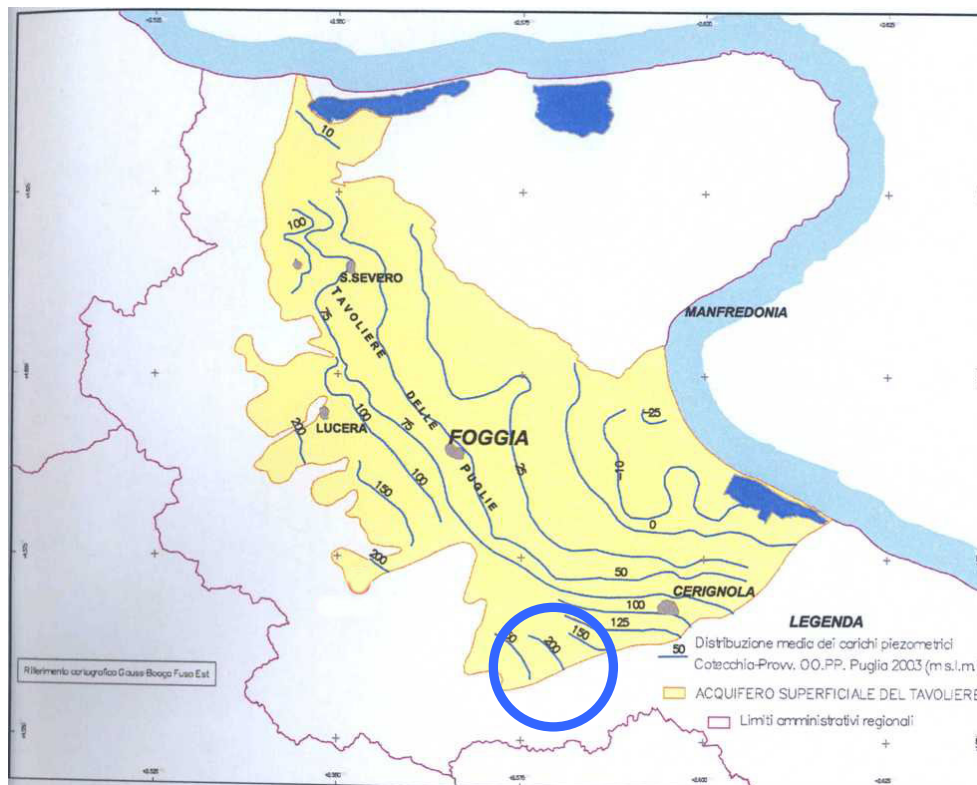 10
100
S.SEVERO
75
TAVOLIERE
DELLE
PUGLIE
MANFREDONIA
200
LUCERA
100
75
100
FOGGIA
25
-25
-10
0
150
200
50
CERIGNOLA
100
125
150
200
LEGENDA
50 Distribuzione media dei carichi piezometrici
Cotecchia-Provv. OO.PP. Puglia 2003 (m s.l.m
ACQUIFERO SUPERFICIALE DEL TAVOLIERE
Limiti amministrativi regionali
Riferimento cartografico Gauss-Boaga Fuso Est